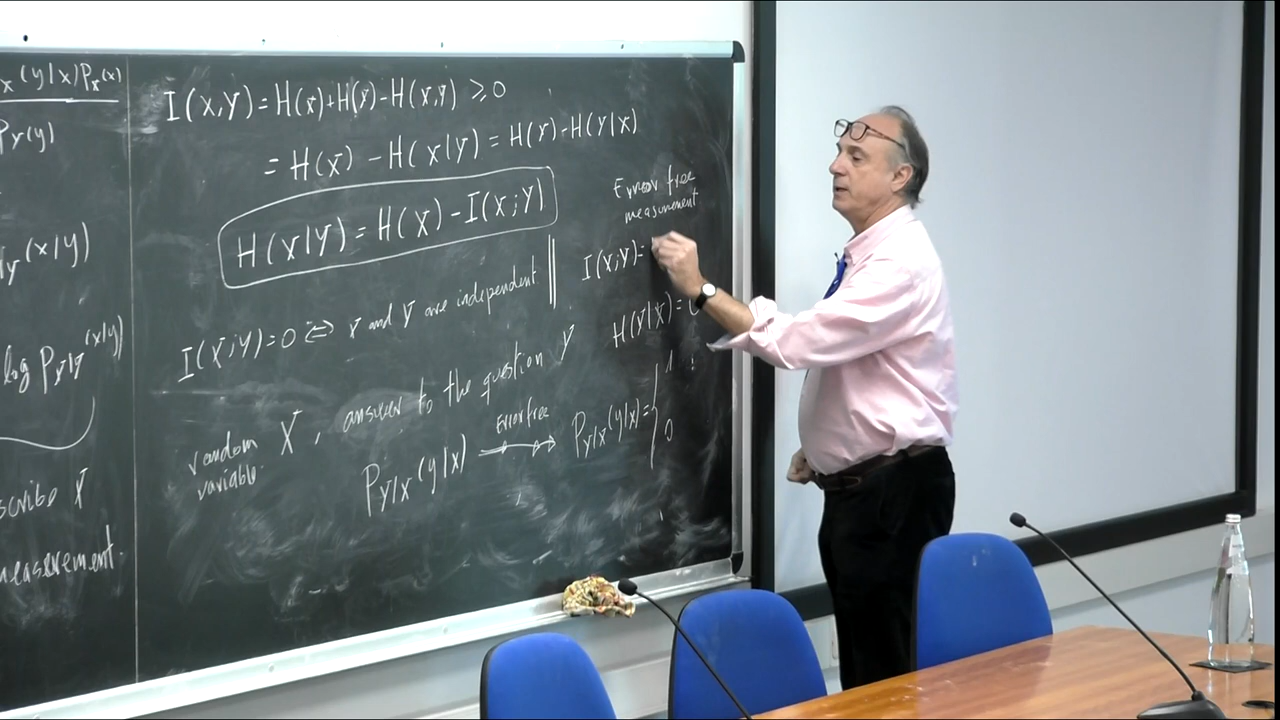 x(y|x)Px(x)
Py(y)
y(x|y)
log Px|y(x|y)
scribe X
measurement.
I(X,Y)=H(X)+H(Y)-H(X,Y) ≥0
=H(X)-H(X|Y)=H(Y)-H(Y|X)
H(X|Y)=H(X)-I(X;Y)
I(X;Y)=0 ⇔ X and Y are independent
random variable X, answer to the question Y
PY|X(y|x) Error free → PY|X(y|x)={ 1 0
Error free
measurement
I(X;Y)=
H(Y|X)=0